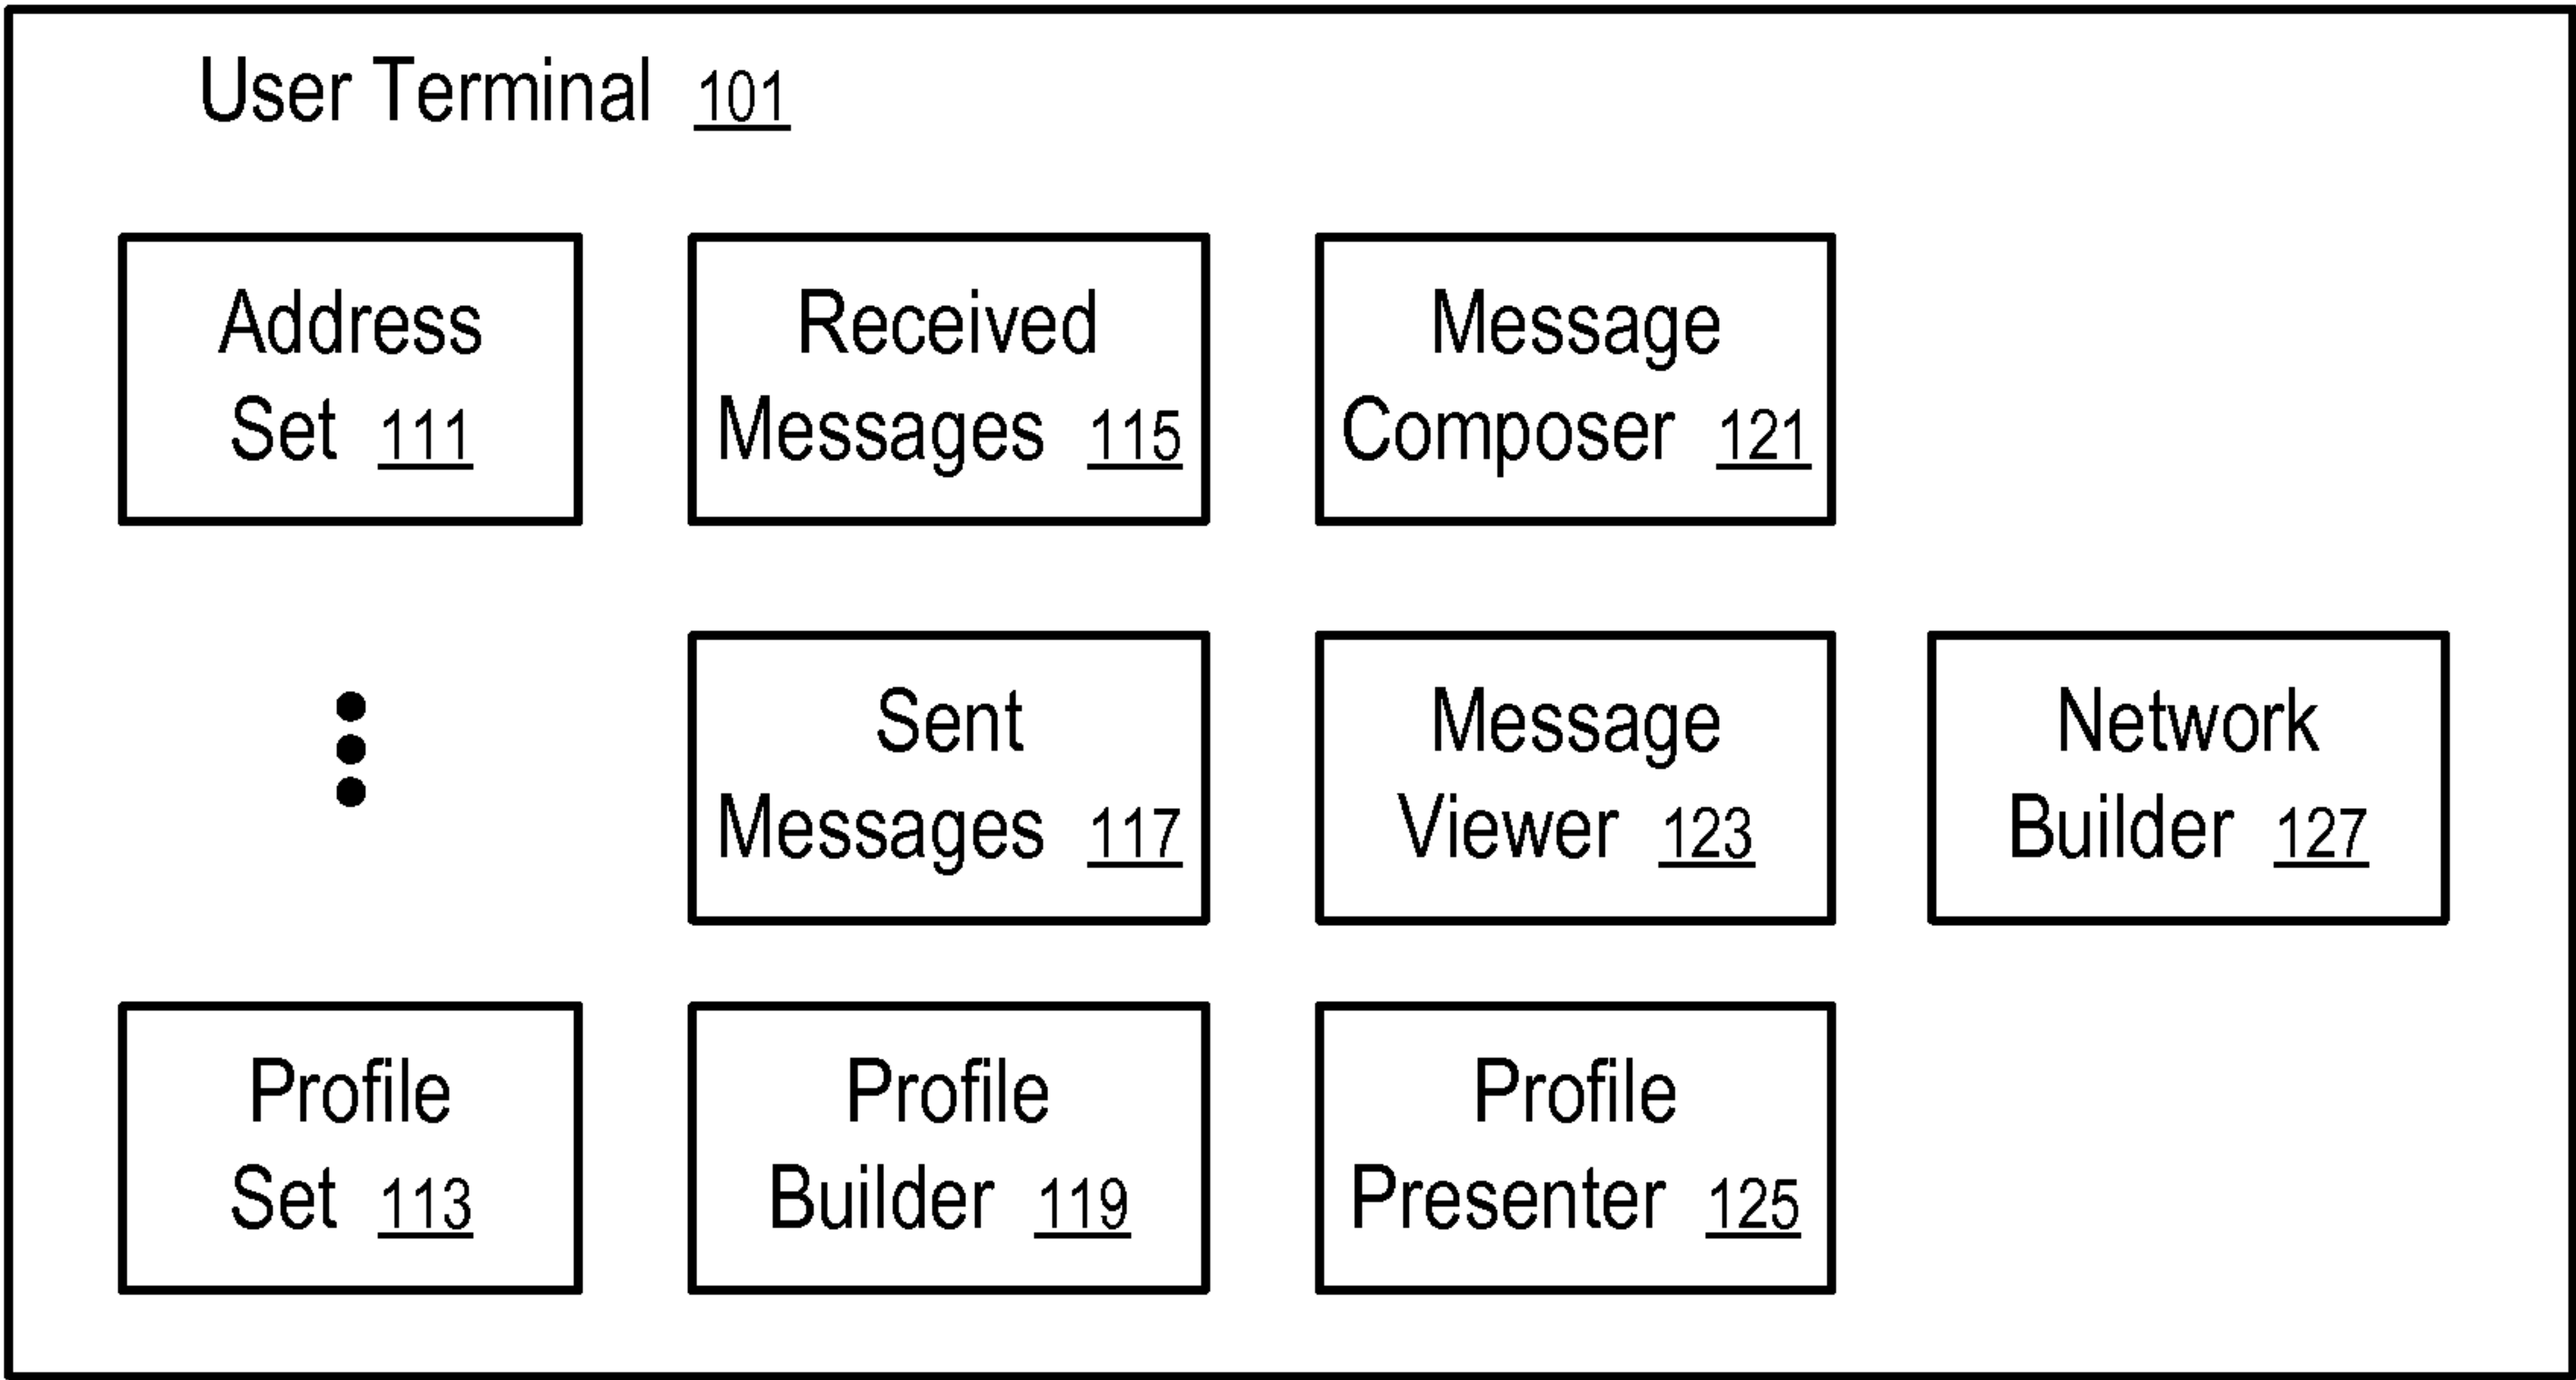 User Terminal 101
Address
Set 111
Received
Messages 115
Message
Composer 121
Sent
Messages 117
Message
Viewer 123
Network
Builder 127
Profile
Set 113
Profile
Builder 119
Profile
Presenter 125